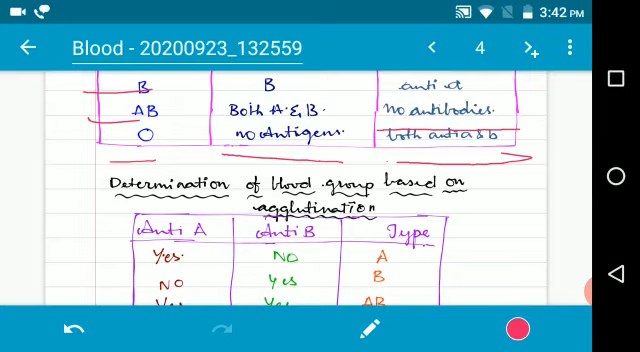 3:42 PM
Blood - 20200923_132559 4
B B anti a
AB Both A & B. no antibodies.
O no Antigens. both anti a & b
Determination of blood group based on
agglutination
Anti A Anti B Type
Yes. NO A
NO Yes B
Yes Yes AB